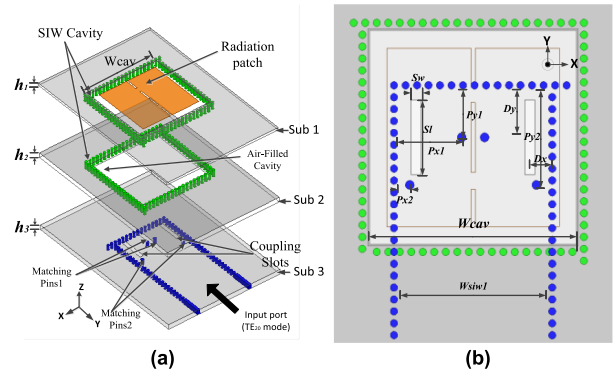 SIW Cavity
Wcav
Radiation
patch
h1
Sub 1
h2
Air-Filled
Cavity
Sub 2
h3
Coupling
Slots
Matching
Pins1
Sub 3
Matching
Pins2
Input port
(TE20 mode)
Z
X
Y
(a)
Y
X
Sw
Dy
Py1
Py2
Sl
Px1
Dx
Px2
Wcav
Wsiw1
(b)